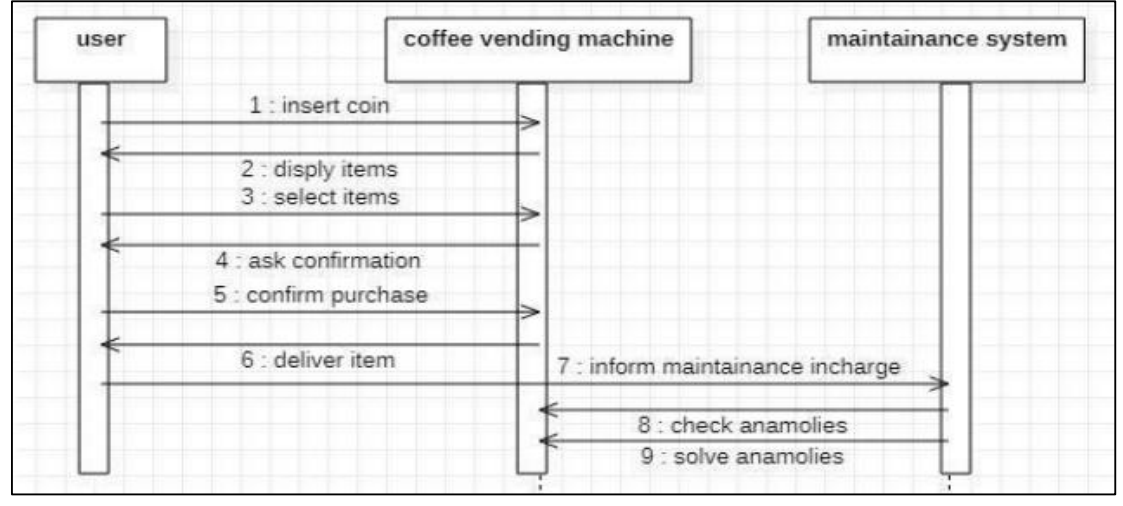 user
coffee vending machine
maintainance system
1 : insert coin
2 : disply items
3 : select items
4 : ask confirmation
5 : confirm purchase
6 : deliver item
7 : inform maintainance incharge
8 : check anamolies
9 : solve anamolies